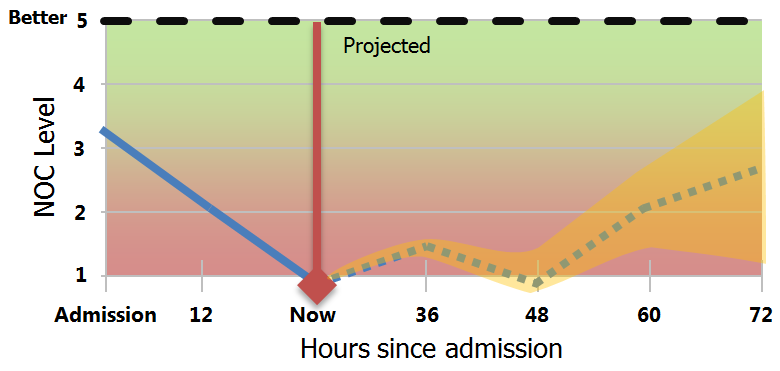 Better 5
Projected
4
3
2
1
NOC Level
Admission 12 Now 36 48 60 72
Hours since admission